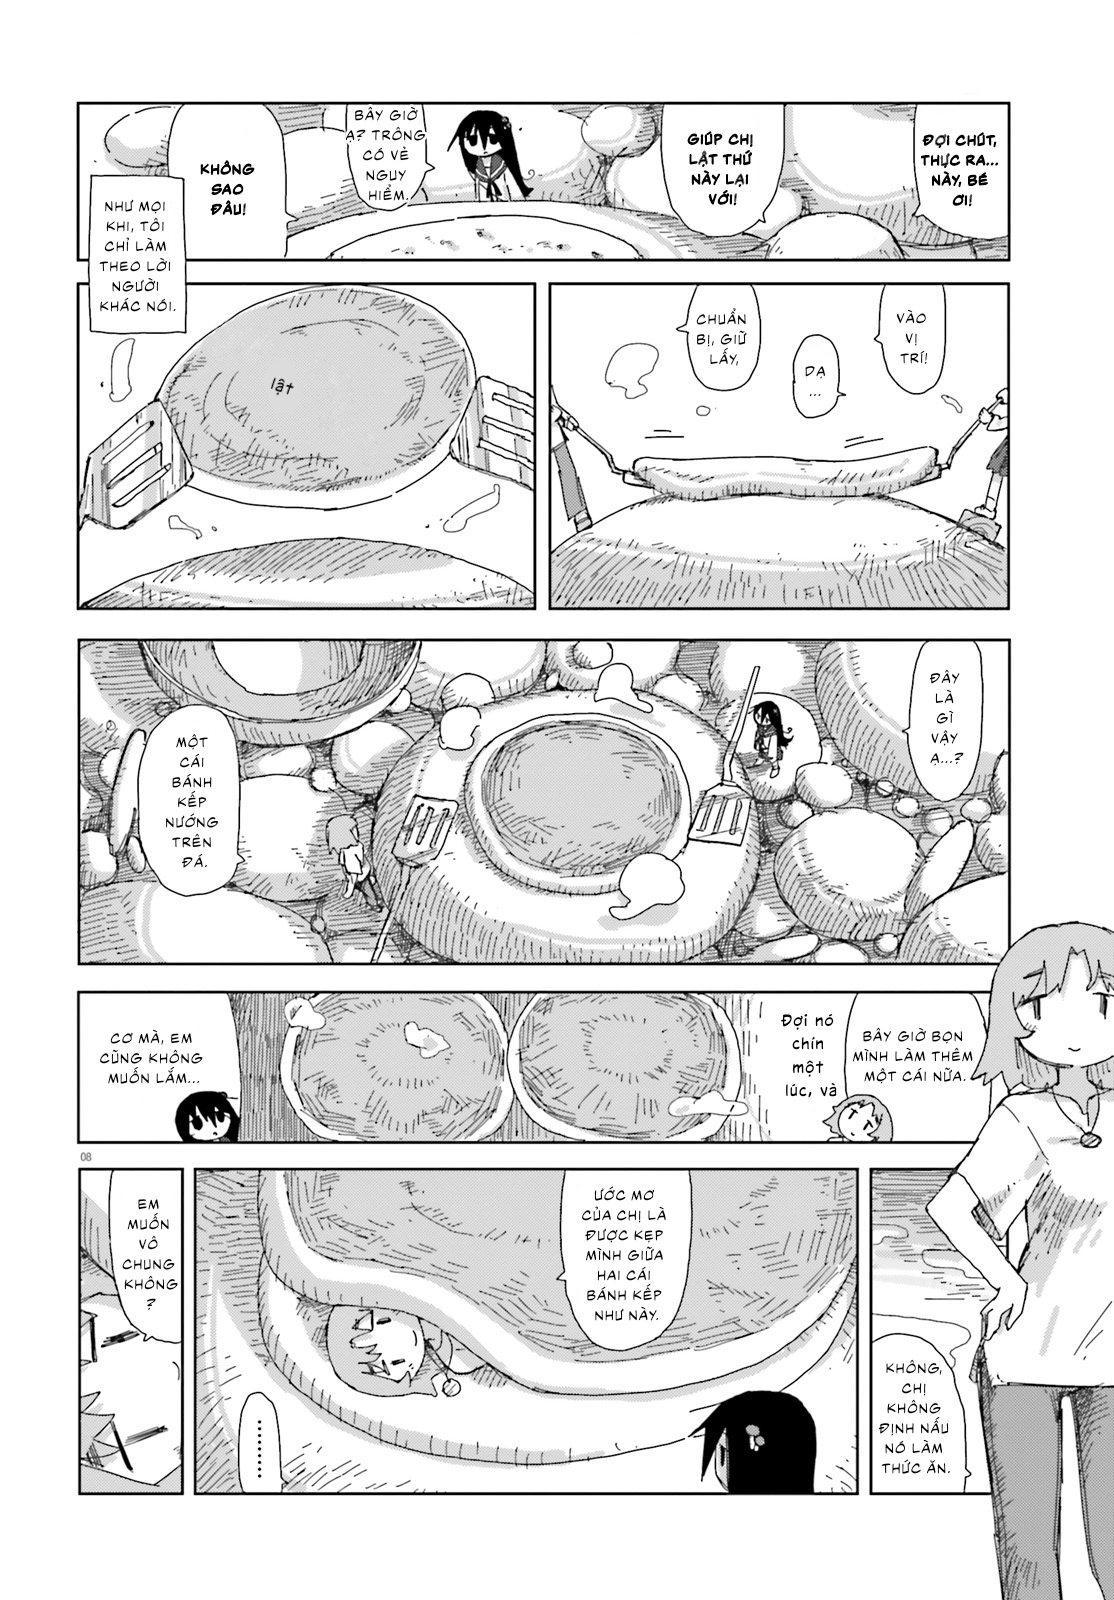 ĐỢI CHÚT,
THỰC RA...
NÀY, BÉ
ƠI!
GIÚP CHỊ
LẬT THỨ
NÀY LẠI
VỚI!
BÂY GIỜ
Ạ? TRÔNG
CÓ VẺ
NGUY
HIỂM.
KHÔNG
SAO
ĐÂU!
NHƯ MỌI
KHI, TÔI
CHỈ LÀM
THEO LỜI
NGƯỜI
KHÁC NÓI.
VÀO
VỊ
TRÍ!
DẠ
...
CHUẨN
BỊ, GIỮ
LẤY,
lật
ĐÂY
LÀ
GÌ
VẬY
Ạ...?
MỘT
CÁI
BÁNH
KẾP
NƯỚNG
TRÊN
ĐÁ.
BÂY GIỜ BỌN
MÌNH LÀM THÊM
MỘT CÁI NỮA.
Đợi nó
chín
một
lúc, và
CƠ MÀ, EM
CŨNG KHÔNG
MUỐN LẮM...
08
KHÔNG,
CHỊ
KHÔNG
ĐỊNH NẤU
NÓ LÀM
THỨC ĂN.
ƯỚC MƠ
CỦA CHỊ LÀ
ĐƯỢC KẸP
MÌNH GIỮA
HAI CÁI
BÁNH KẾP
NHƯ NÀY.
.........
EM
MUỐN
VÔ
CHUNG
KHÔNG
?